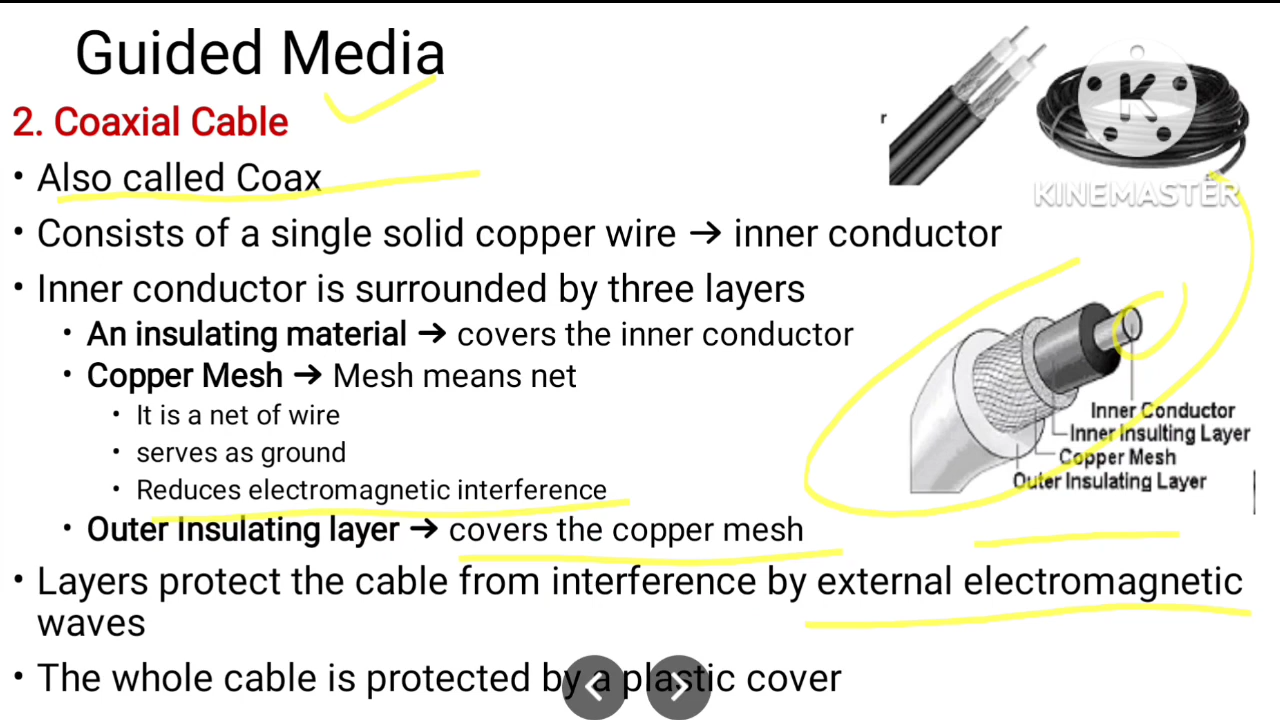 Guided Media
2. Coaxial Cable
• Also called Coax
• Consists of a single solid copper wire → inner conductor
• Inner conductor is surrounded by three layers
• An insulating material → covers the inner conductor
• Copper Mesh → Mesh means net
• It is a net of wire
• serves as ground
• Reduces electromagnetic interference
• Outer Insulating layer → covers the copper mesh
• Layers protect the cable from interference by external electromagnetic
waves
• The whole cable is protected by a plastic cover
r
K
KINEMASTER
Inner Conductor
Inner Insulting Layer
Copper Mesh
Outer Insulating Layer